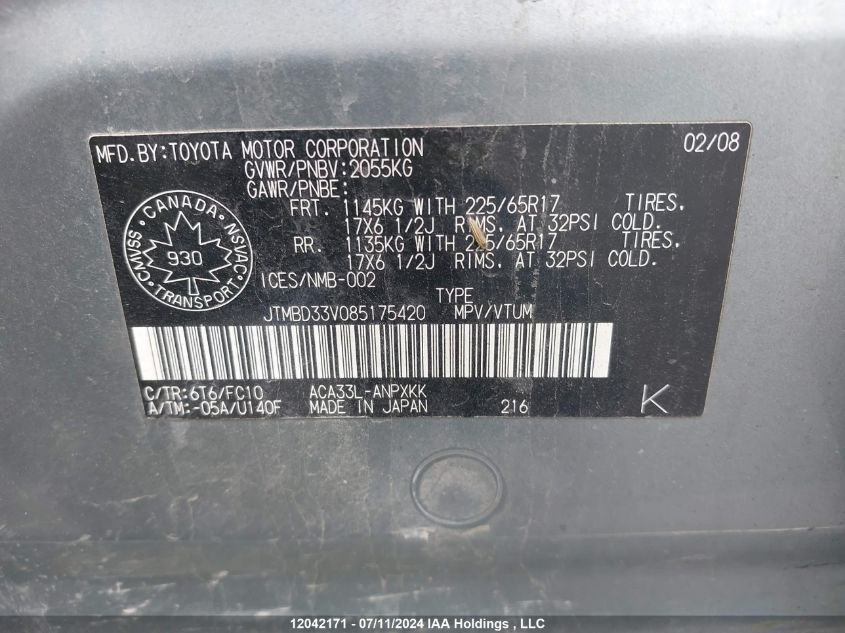 MFD.BY:TOYOTA MOTOR CORPORATION 02/08
GVWR/PNBV:2055KG
GAWR/PNBE:
FRT. 1145KG WITH 225/65R17 TIRES,
17X6 1/2J RIMS. AT 32PSI COLD.
RR. 1135KG WITH 225/65R17 TIRES,
17X6 1/2J RIMS. AT 32PSI COLD.
CANADA
CMVSS NSVAC
930
TRANSPORT
ICES/NMB-002
TYPE
JTMBD33V085175420 MPV/VTUM
C/TR:6T6/FC10 ACA33L-ANPXKK
A/TM:-05A/U140F MADE IN JAPAN 216 K
12042171 - 07/11/2024 IAA Holdings , LLC